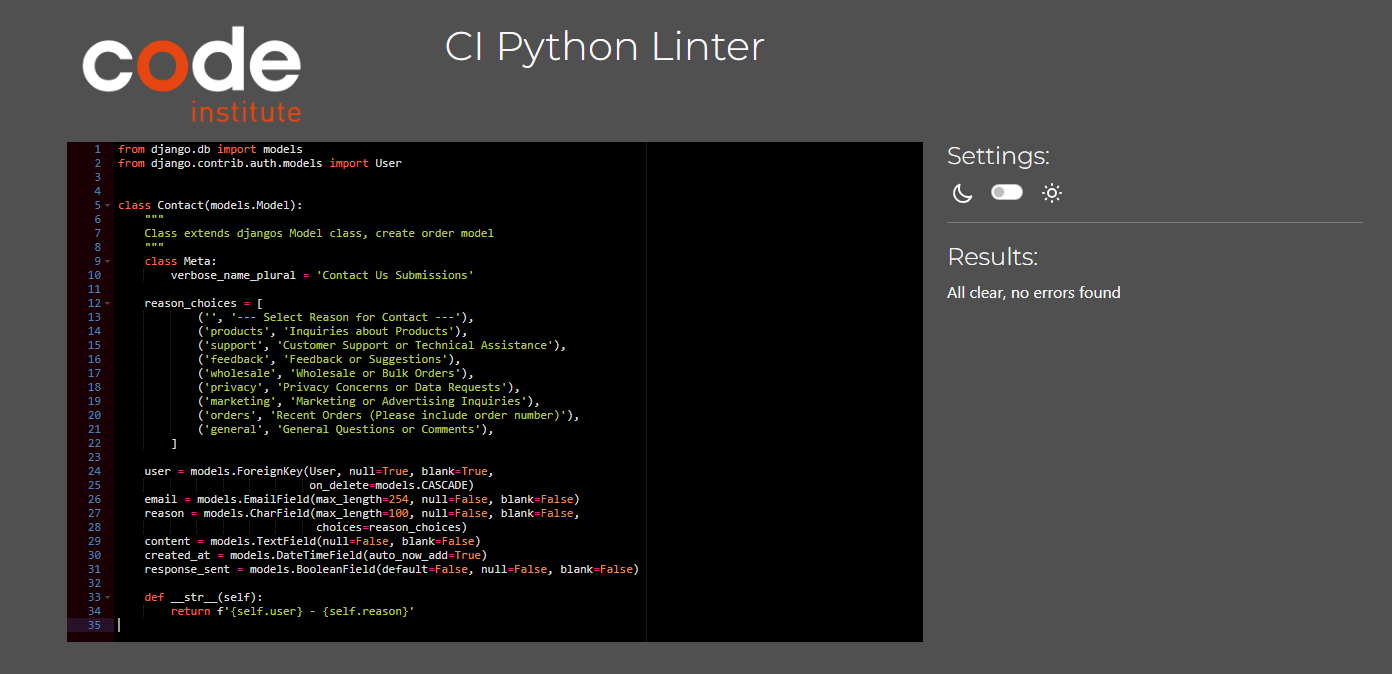 code
institute
CI Python Linter
1 from django.db import models
2 from django.contrib.auth.models import User
3
4
5 class Contact(models.Model):
6     """
7     Class extends djangos Model class, create order model
8     """
9     class Meta:
10         verbose_name_plural = 'Contact Us Submissions'
11
12     reason_choices = [
13             ('', '--- Select Reason for Contact ---'),
14             ('products', 'Inquiries about Products'),
15             ('support', 'Customer Support or Technical Assistance'),
16             ('feedback', 'Feedback or Suggestions'),
17             ('wholesale', 'Wholesale or Bulk Orders'),
18             ('privacy', 'Privacy Concerns or Data Requests'),
19             ('marketing', 'Marketing or Advertising Inquiries'),
20             ('orders', 'Recent Orders (Please include order number)'),
21             ('general', 'General Questions or Comments'),
22         ]
23
24     user = models.ForeignKey(User, null=True, blank=True,
25                              on_delete=models.CASCADE)
26     email = models.EmailField(max_length=254, null=False, blank=False)
27     reason = models.CharField(max_length=100, null=False, blank=False,
28                               choices=reason_choices)
29     content = models.TextField(null=False, blank=False)
30     created_at = models.DateTimeField(auto_now_add=True)
31     response_sent = models.BooleanField(default=False, null=False, blank=False)
32
33     def __str__(self):
34         return f'{self.user} - {self.reason}'
35
Settings:
Results:
All clear, no errors found